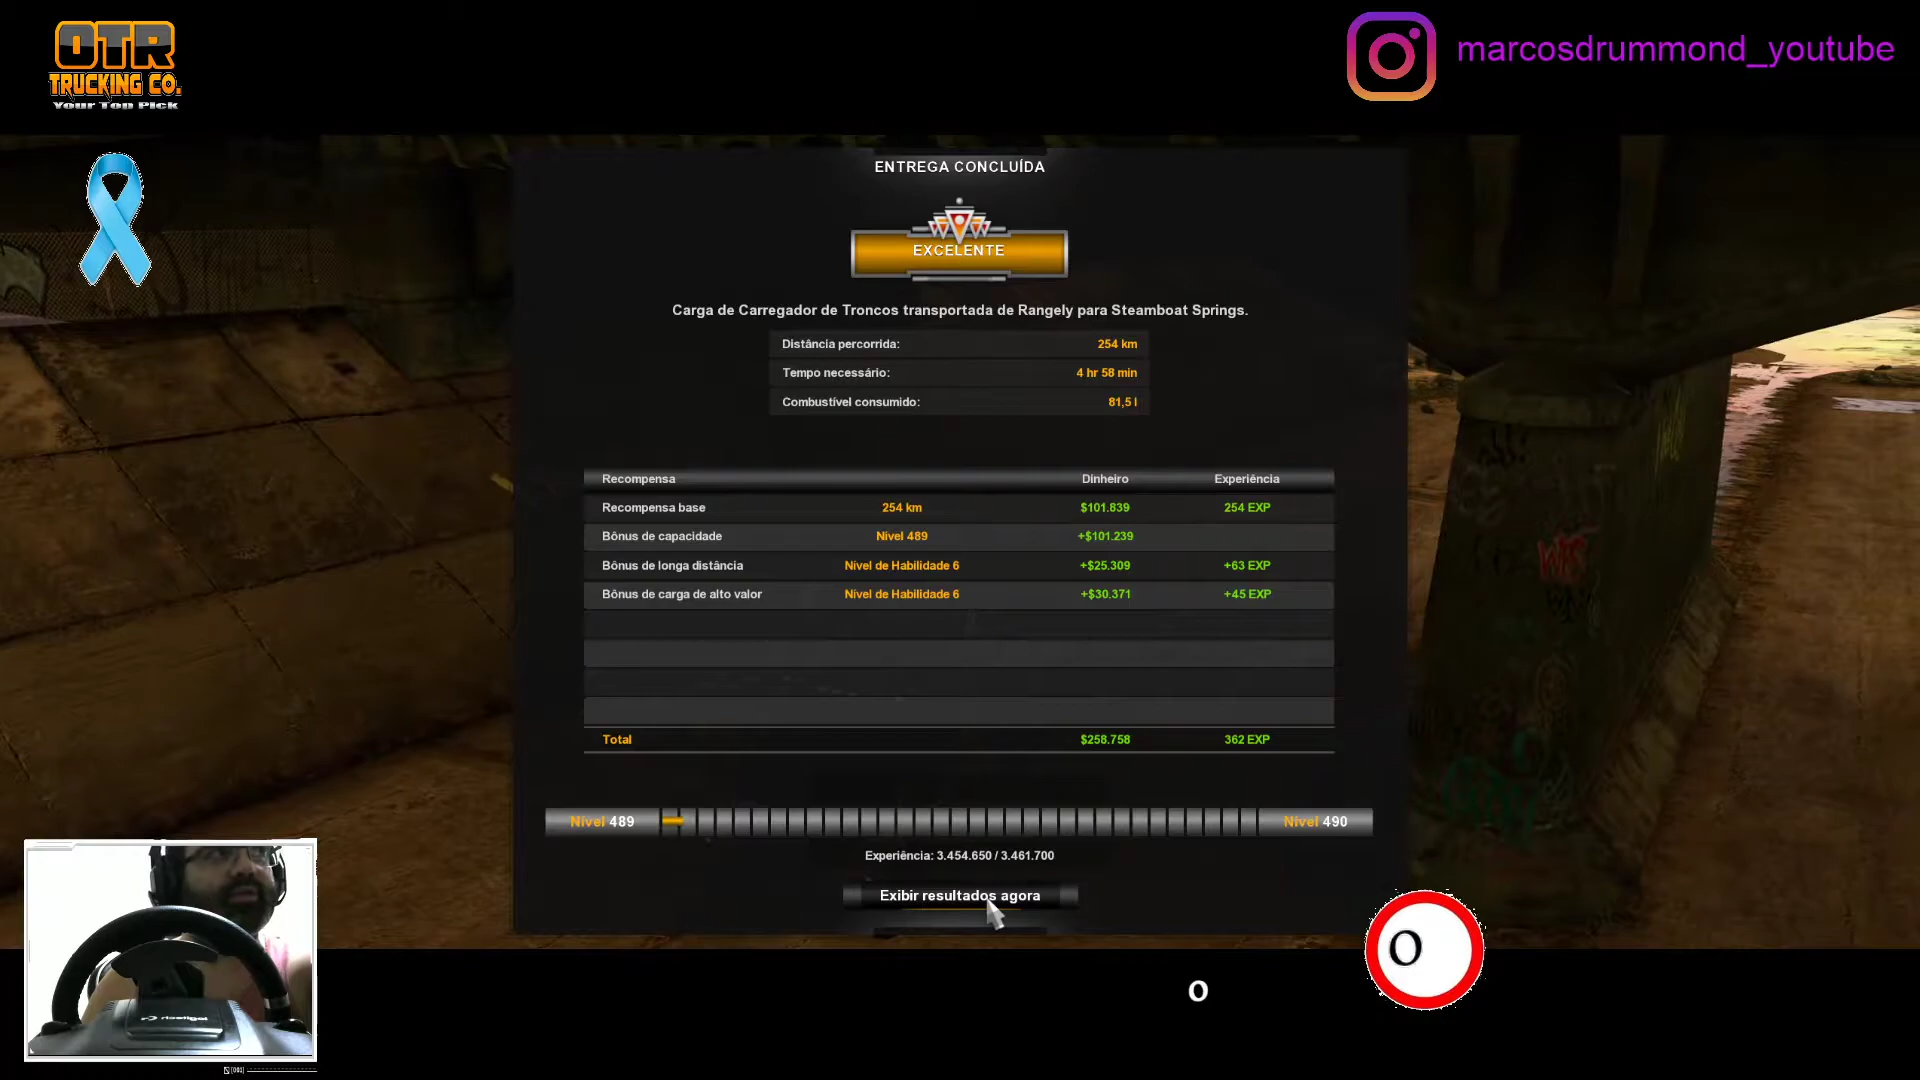 OTR
TRUCKING CO.
Your Top Pick
marcosdrummond_youtube
ENTREGA CONCLUÍDA
EXCELENTE
Carga de Carregador de Troncos transportada de Rangely para Steamboat Springs.
Distância percorrida: 254 km
Tempo necessário: 4 hr 58 min
Combustível consumido: 81,5 l
Recompensa Dinheiro Experiência
Recompensa base 254 km $101.839 254 EXP
Bônus de capacidade Nível 489 +$101.239
Bônus de longa distância Nível de Habilidade 6 +$25.309 +63 EXP
Bônus de carga de alto valor Nível de Habilidade 6 +$30.371 +45 EXP
Total $258.758 362 EXP
Nível 489 Nível 490
Experiência: 3.454.650 / 3.461.700
Exibir resultados agora
0
0